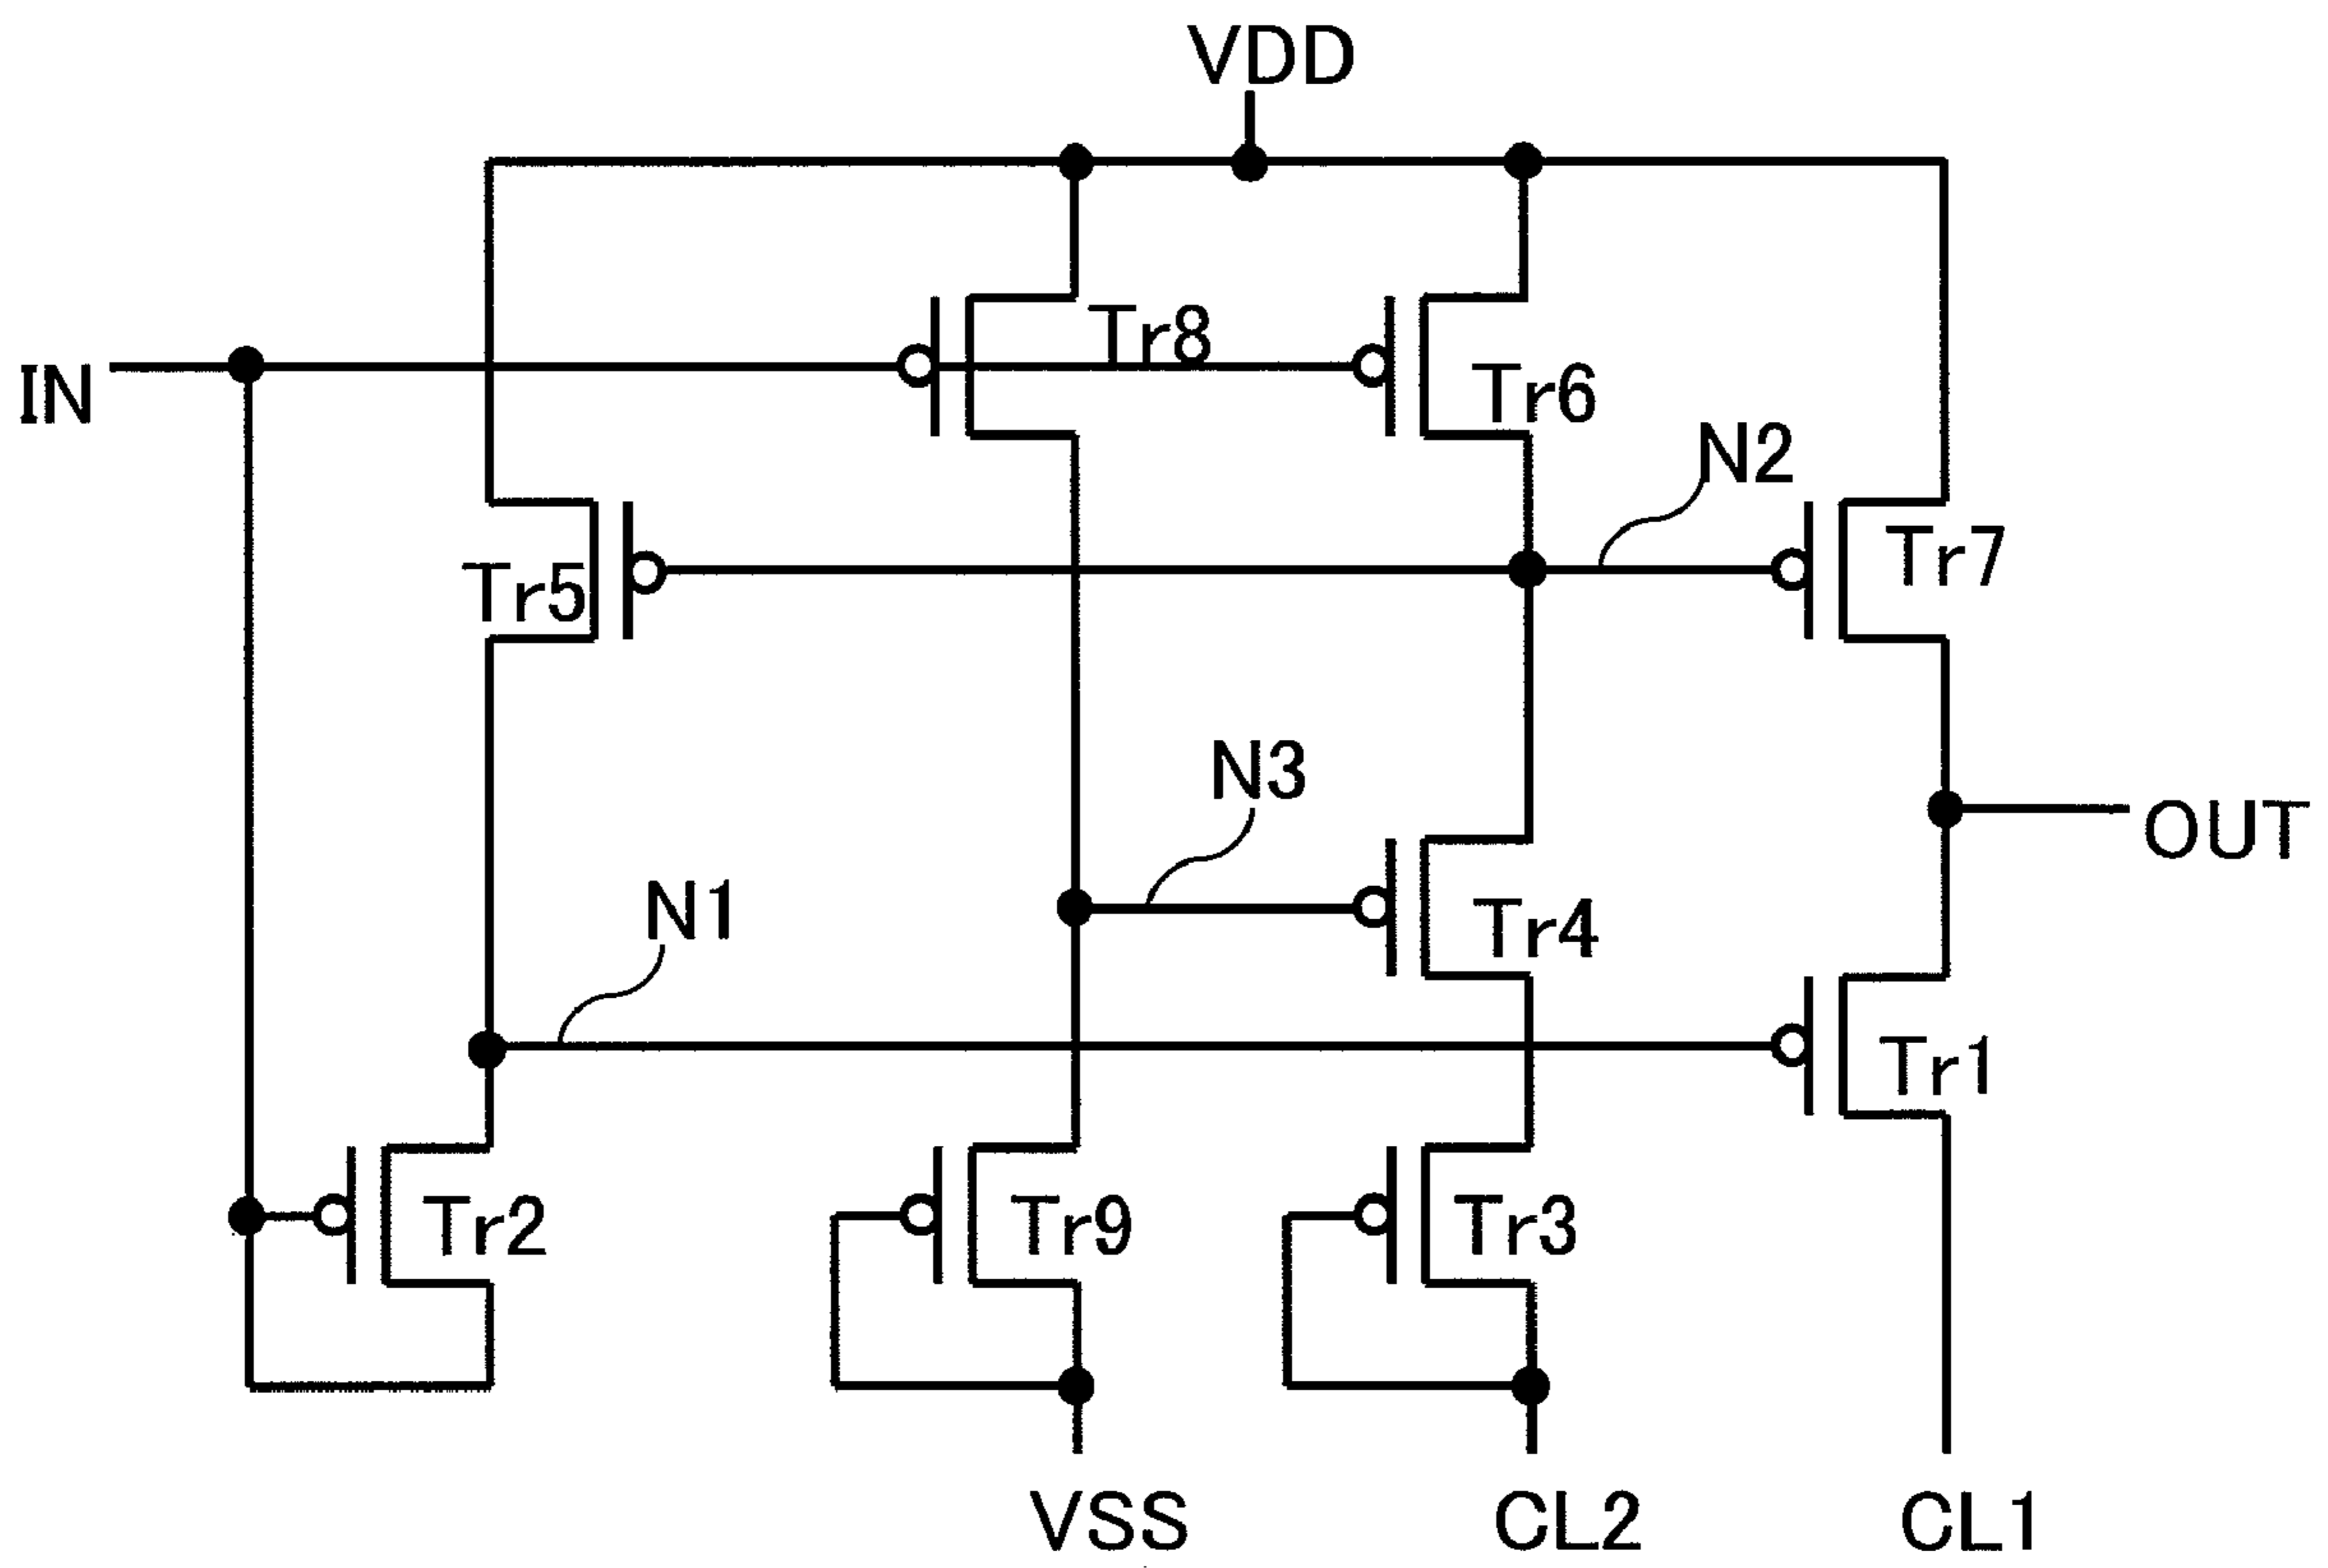 VDD
Tr8
IN
Tr6
N2
Tr7
Tr5
N3
OUT
N1
Tr4
Tr1
Tr2
Tr9
Tr3
VSS
CL2
CL1